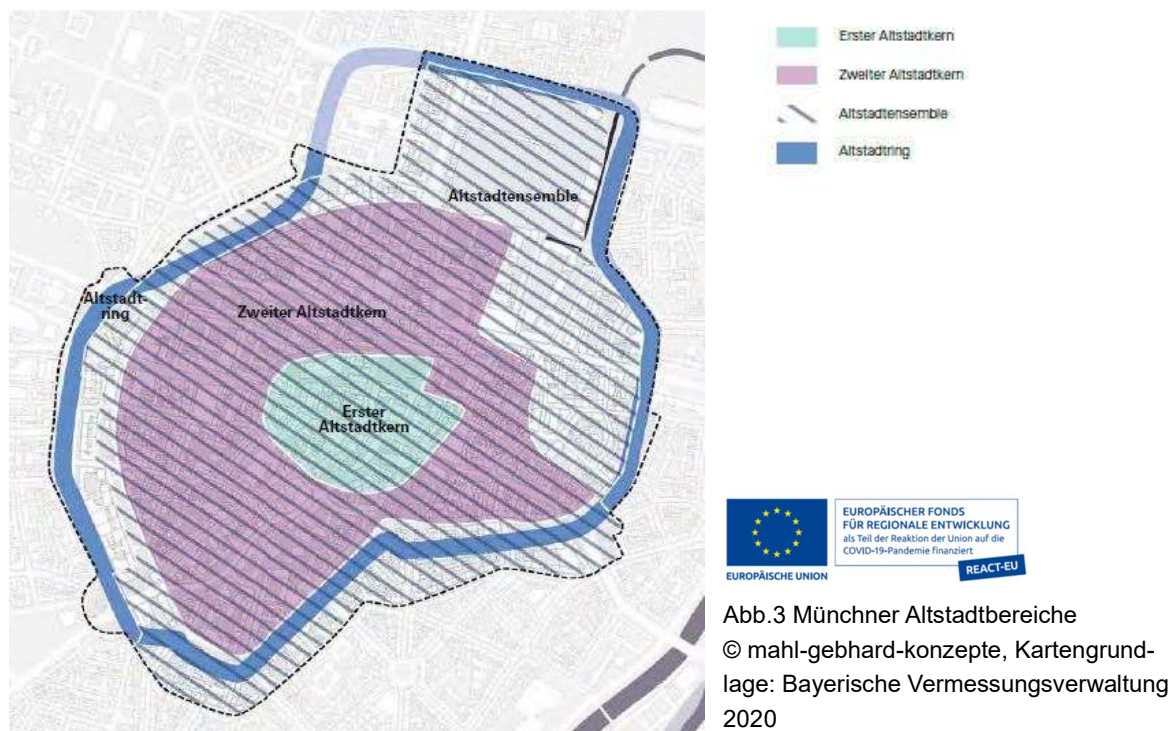 Altstadtensemble
Altstadt-
ring
Zweiter Altstadtkern
Erster
Altstadtkern
Erster Altstadtkern
Zweiter Altstadtkern
Altstadtensemble
Altstadtring
EUROPÄISCHE UNION
EUROPÄISCHER FONDS
FÜR REGIONALE ENTWICKLUNG
als Teil der Reaktion der Union auf die
COVID-19-Pandemie finanziert
REACT-EU
Abb.3 Münchner Altstadtbereiche
© mahl-gebhard-konzepte, Kartengrund-
lage: Bayerische Vermessungsverwaltung
2020